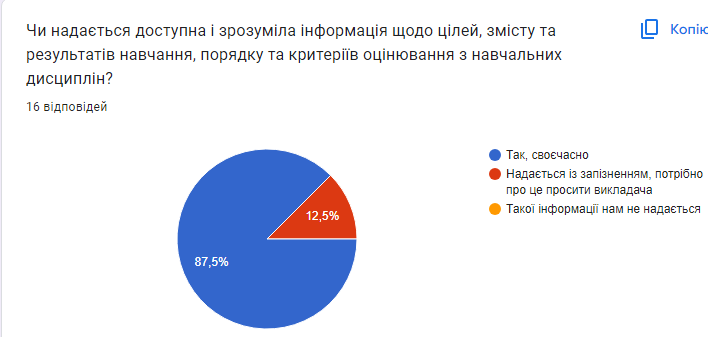 Чи надається доступна і зрозуміла інформація щодо цілей, змісту та
результатів навчання, порядку та критеріїв оцінювання з навчальних
дисциплін?
Копію
16 відповідей
Так, своєчасно
Надається із запізненням, потрібно
про це просити викладача
Такої інформації нам не надається
12,5%
87,5%